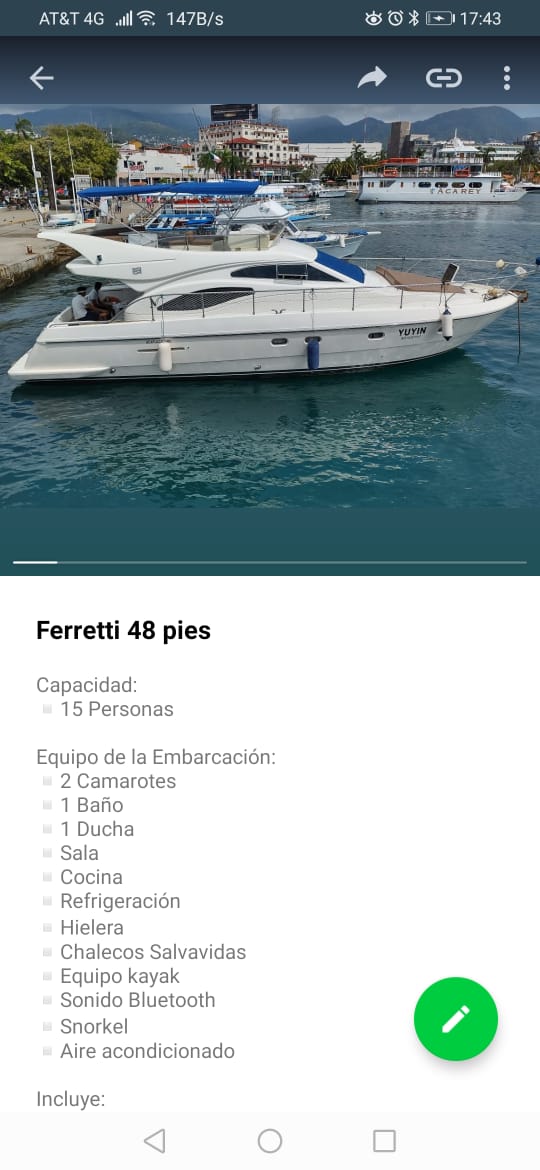 AT&T 4G 147B/s 17:43
ACAREY
YUYIN
Ferretti 48 pies
Capacidad:
15 Personas
Equipo de la Embarcación:
2 Camarotes
1 Baño
1 Ducha
Sala
Cocina
Refrigeración
Hielera
Chalecos Salvavidas
Equipo kayak
Sonido Bluetooth
Snorkel
Aire acondicionado
Incluye: